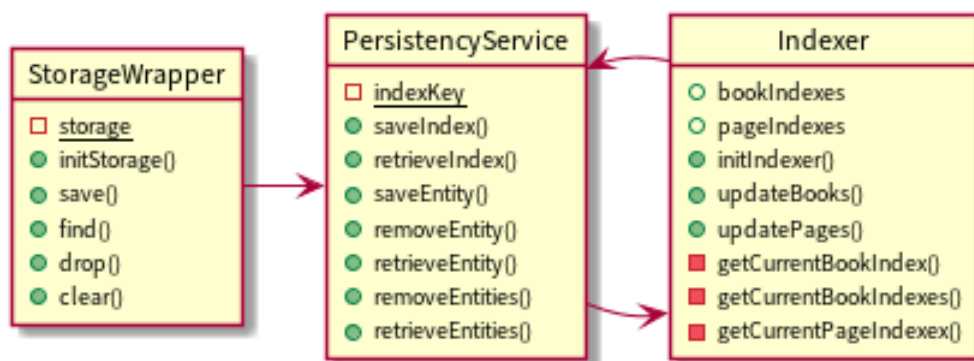 StorageWrapper
storage
initStorage()
save()
find()
drop()
clear()
PersistencyService
indexKey
saveIndex()
retrieveIndex()
saveEntity()
removeEntity()
retrieveEntity()
removeEntities()
retrieveEntities()
Indexer
bookIndexes
pageIndexes
initIndexer()
updateBooks()
updatePages()
getCurrentBookIndex()
getCurrentBookIndexes()
getCurrentPageIndexex()